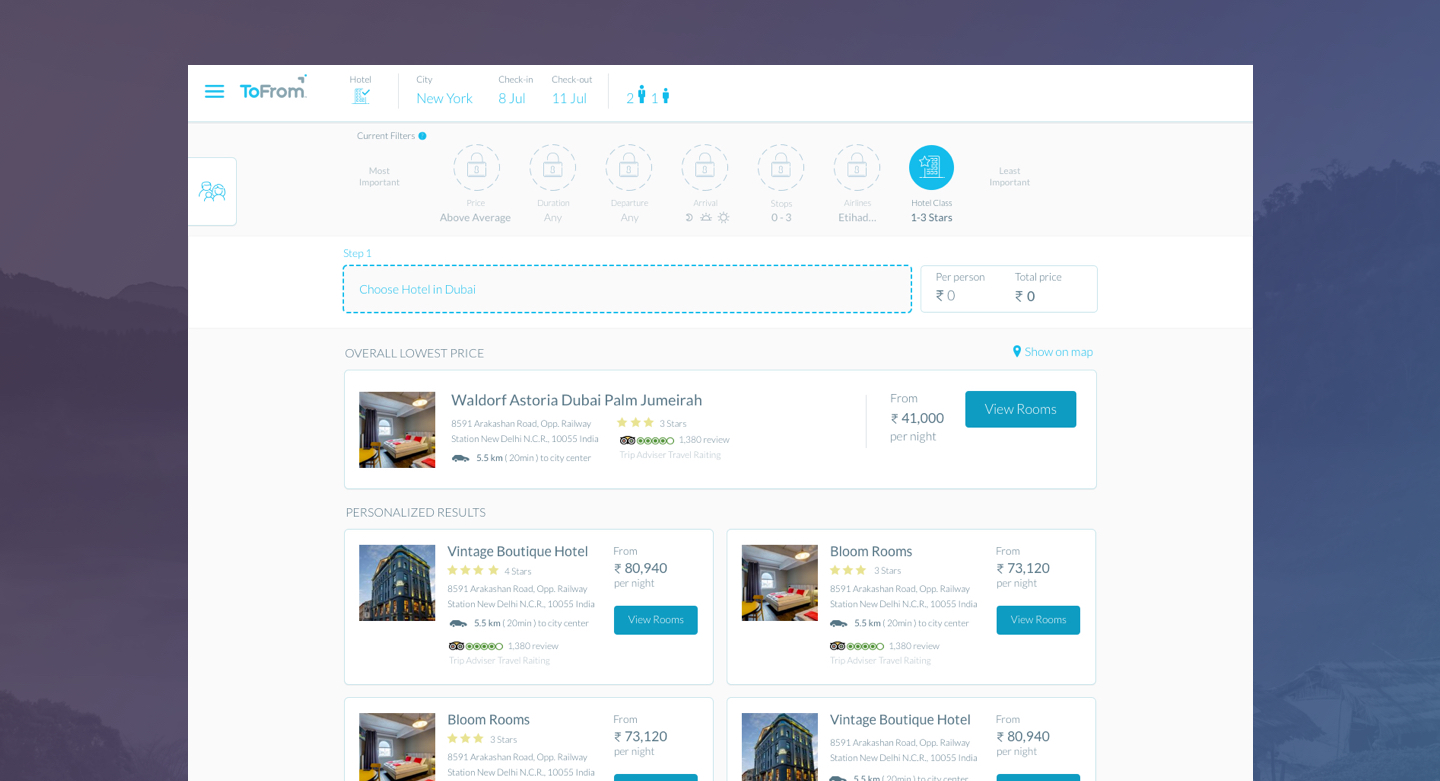 ToFrom
Hotel
City
New York
Check-in
8 Jul
Check-out
11 Jul
2 1
Current Filters
Most
Important
Price
Above Average
Duration
Any
Departure
Any
Arrival
Stops
0 - 3
Airlines
Etihad...
Hotel Class
1-3 Stars
Least
Important
Step 1
Choose Hotel in Dubai
Per person
₹ 0
Total price
₹ 0
OVERALL LOWEST PRICE
Show on map
Waldorf Astoria Dubai Palm Jumeirah
8591 Arakashan Road, Opp. Railway
Station New Delhi N.C.R., 10055 India
5.5 km ( 20min ) to city center
3 Stars
1,380 review
Trip Adviser Travel Raiting
From
₹ 41,000
per night
View Rooms
PERSONALIZED RESULTS
Vintage Boutique Hotel
4 Stars
8591 Arakashan Road, Opp. Railway
Station New Delhi N.C.R., 10055 India
5.5 km ( 20min ) to city center
1,380 review
Trip Adviser Travel Raiting
From
₹ 80,940
per night
View Rooms
Bloom Rooms
3 Stars
8591 Arakashan Road, Opp. Railway
Station New Delhi N.C.R., 10055 India
5.5 km ( 20min ) to city center
1,380 review
Trip Adviser Travel Raiting
From
₹ 73,120
per night
View Rooms
Bloom Rooms
3 Stars
8591 Arakashan Road, Opp. Railway
Station New Delhi N.C.R., 10055 India
From
₹ 73,120
per night
Vintage Boutique Hotel
8591 Arakashan Road, Opp. Railway
Station New Delhi N.C.R., 10055 India
5.5 km ( 20min ) to city center
From
₹ 80,940
per night